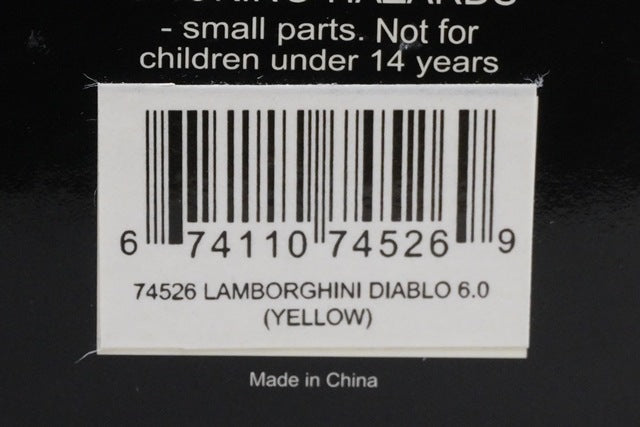 - small parts. Not for
children under 14 years
6 74110 74526 9
74526 LAMBORGHINI DIABLO 6.0
(YELLOW)
Made in China